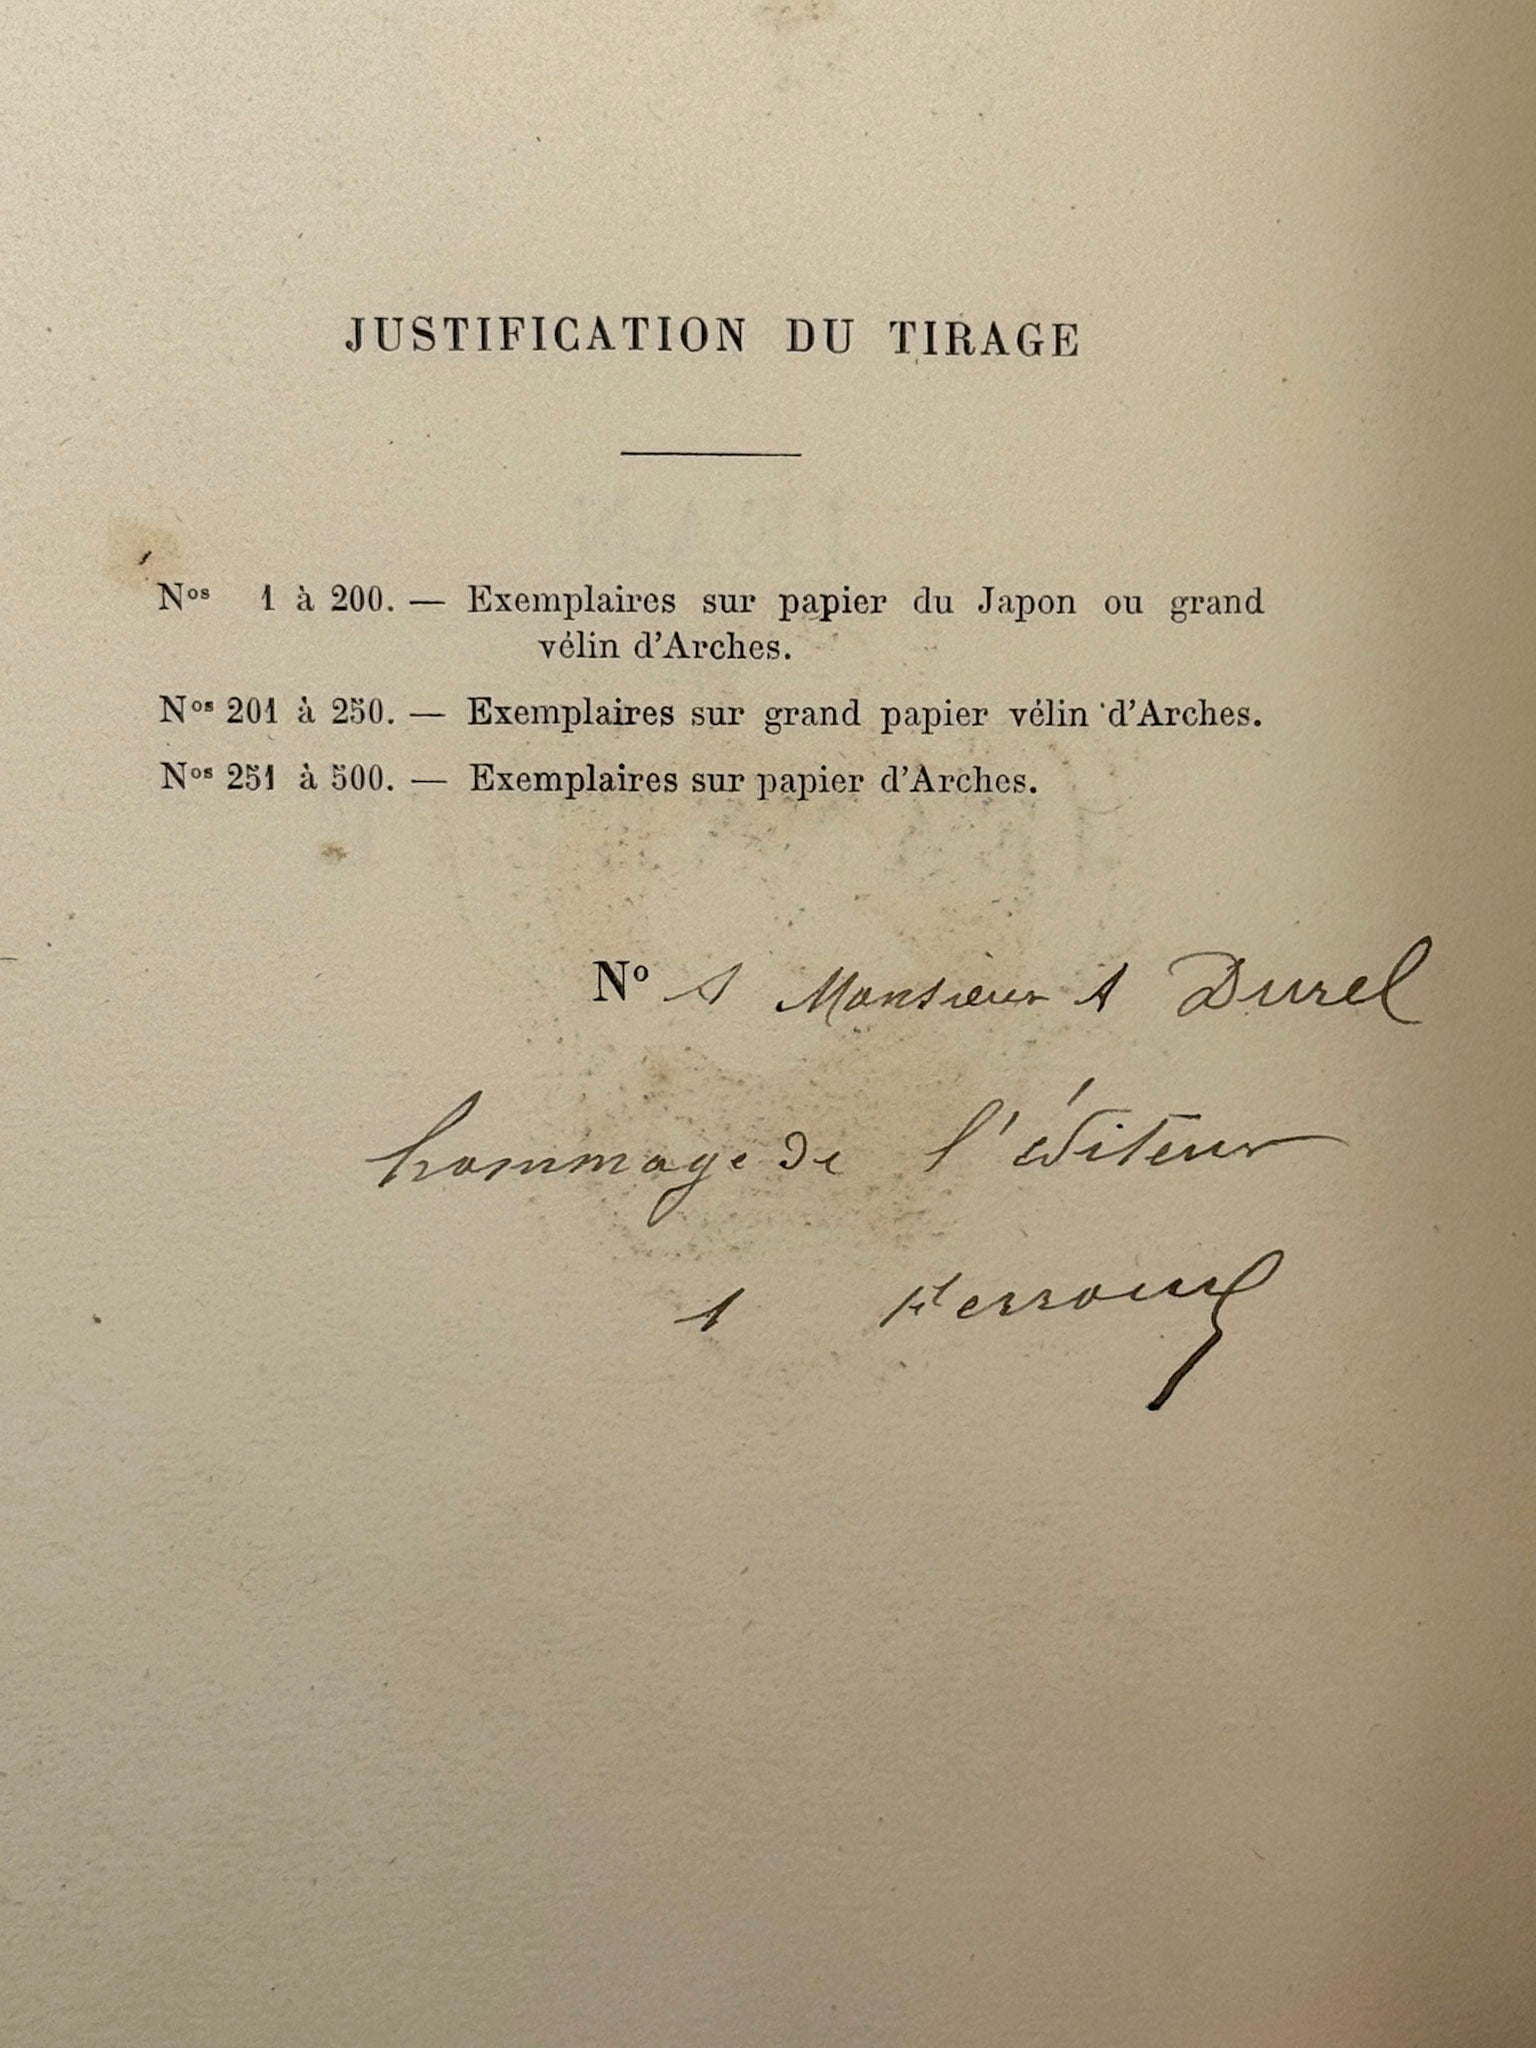 JUSTIFICATION DU TIRAGE
Nos 1 à 200. — Exemplaires sur papier du Japon ou grand
vélin d'Arches.
Nos 201 à 250. — Exemplaires sur grand papier vélin d'Arches.
Nos 251 à 500. — Exemplaires sur papier d'Arches.
No A Monsieur A Durel
hommage de l'éditeur
A Ferroud